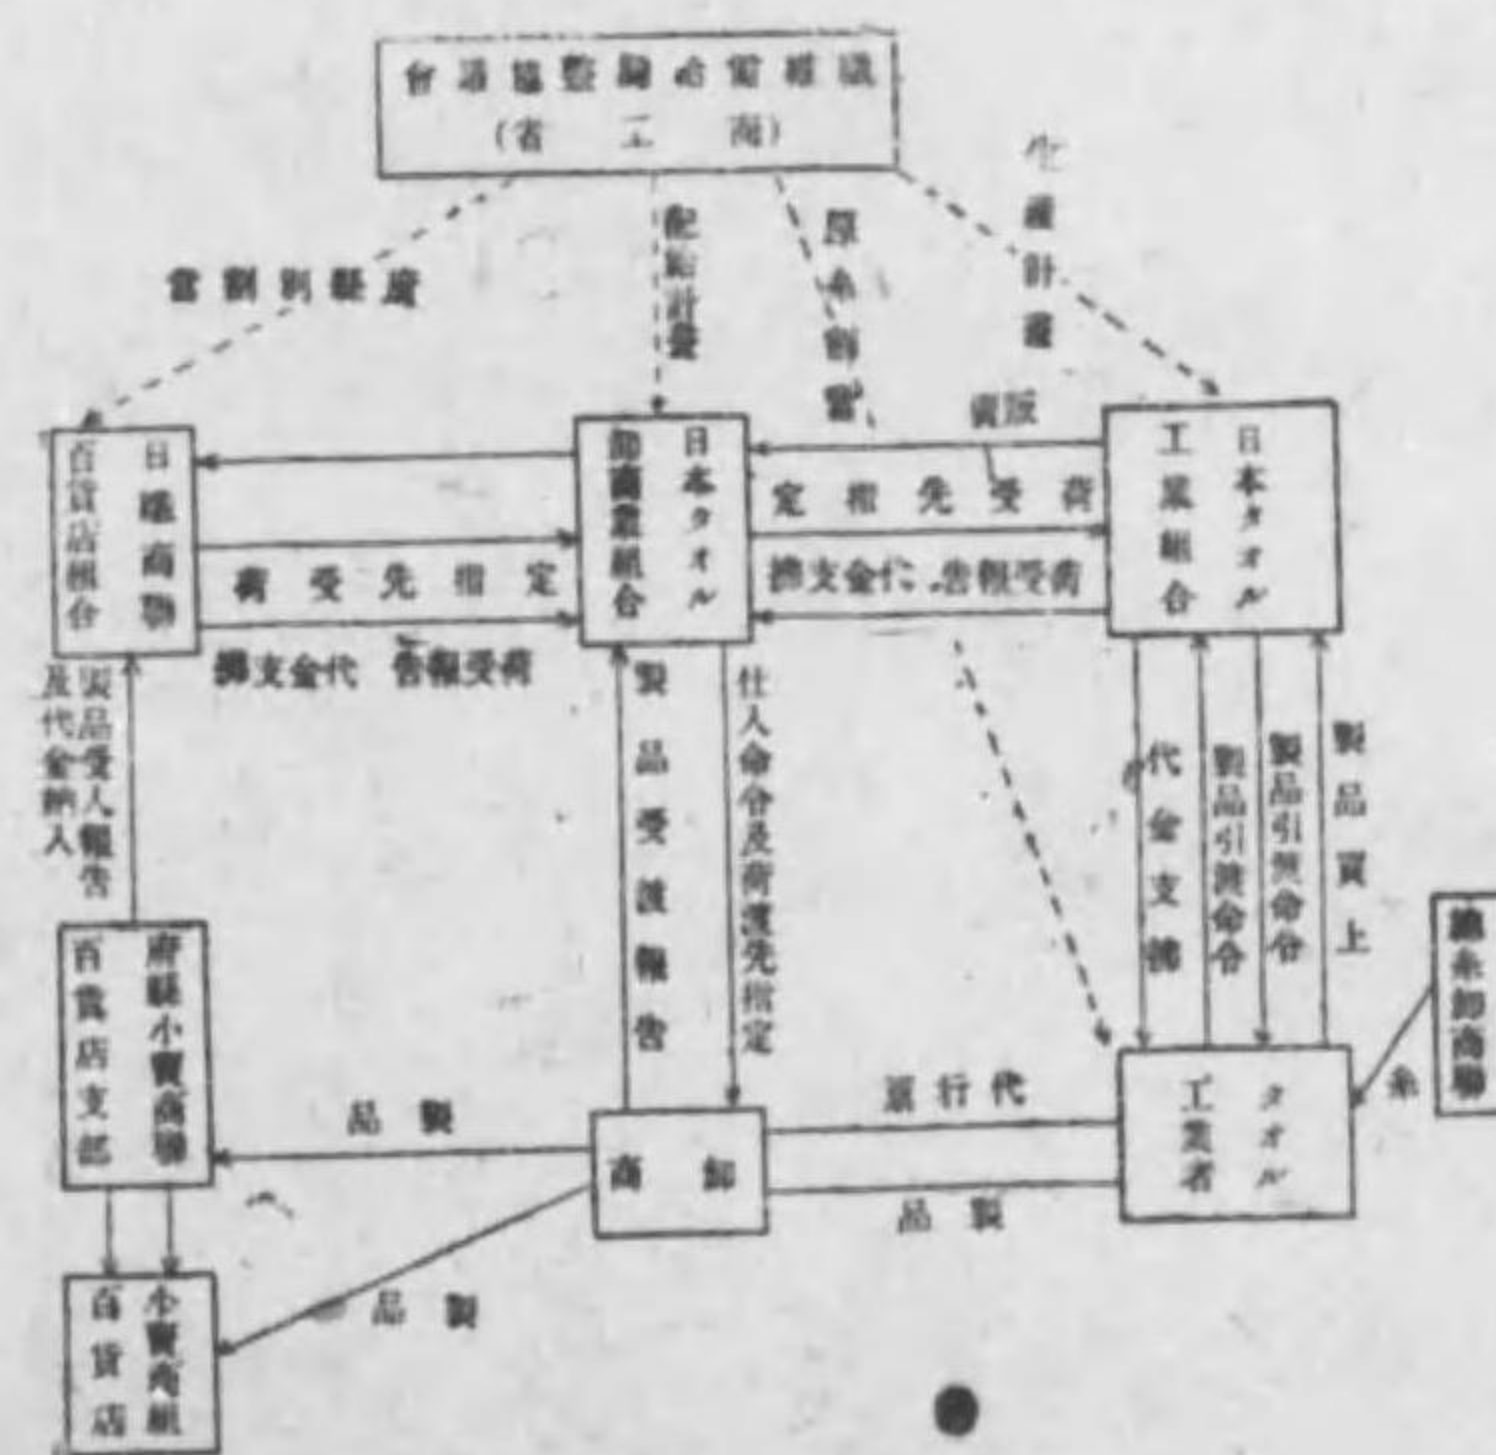 纖維需給調整協議會
(商工省)
生產計畫
原糸割當
配給計畫
府縣別割當
日本タオル
工業組合
販賣
荷受先指定
荷受報告、代金支拂
日本タオル
卸商業組合
商聯
百貨店組合
荷受先指定
荷受報告 代金支拂
製品買上
製品引渡命令
製品引渡命令
代金支拂
仕入命令及荷渡先指定
製品受渡報告
製品受入報告
及代金納入
綿糸卸商聯
糸
タオル
工業者
代行
製品
卸商
製品
製品
府縣小賣商聯
百貨店支部
小賣商組
百貨店